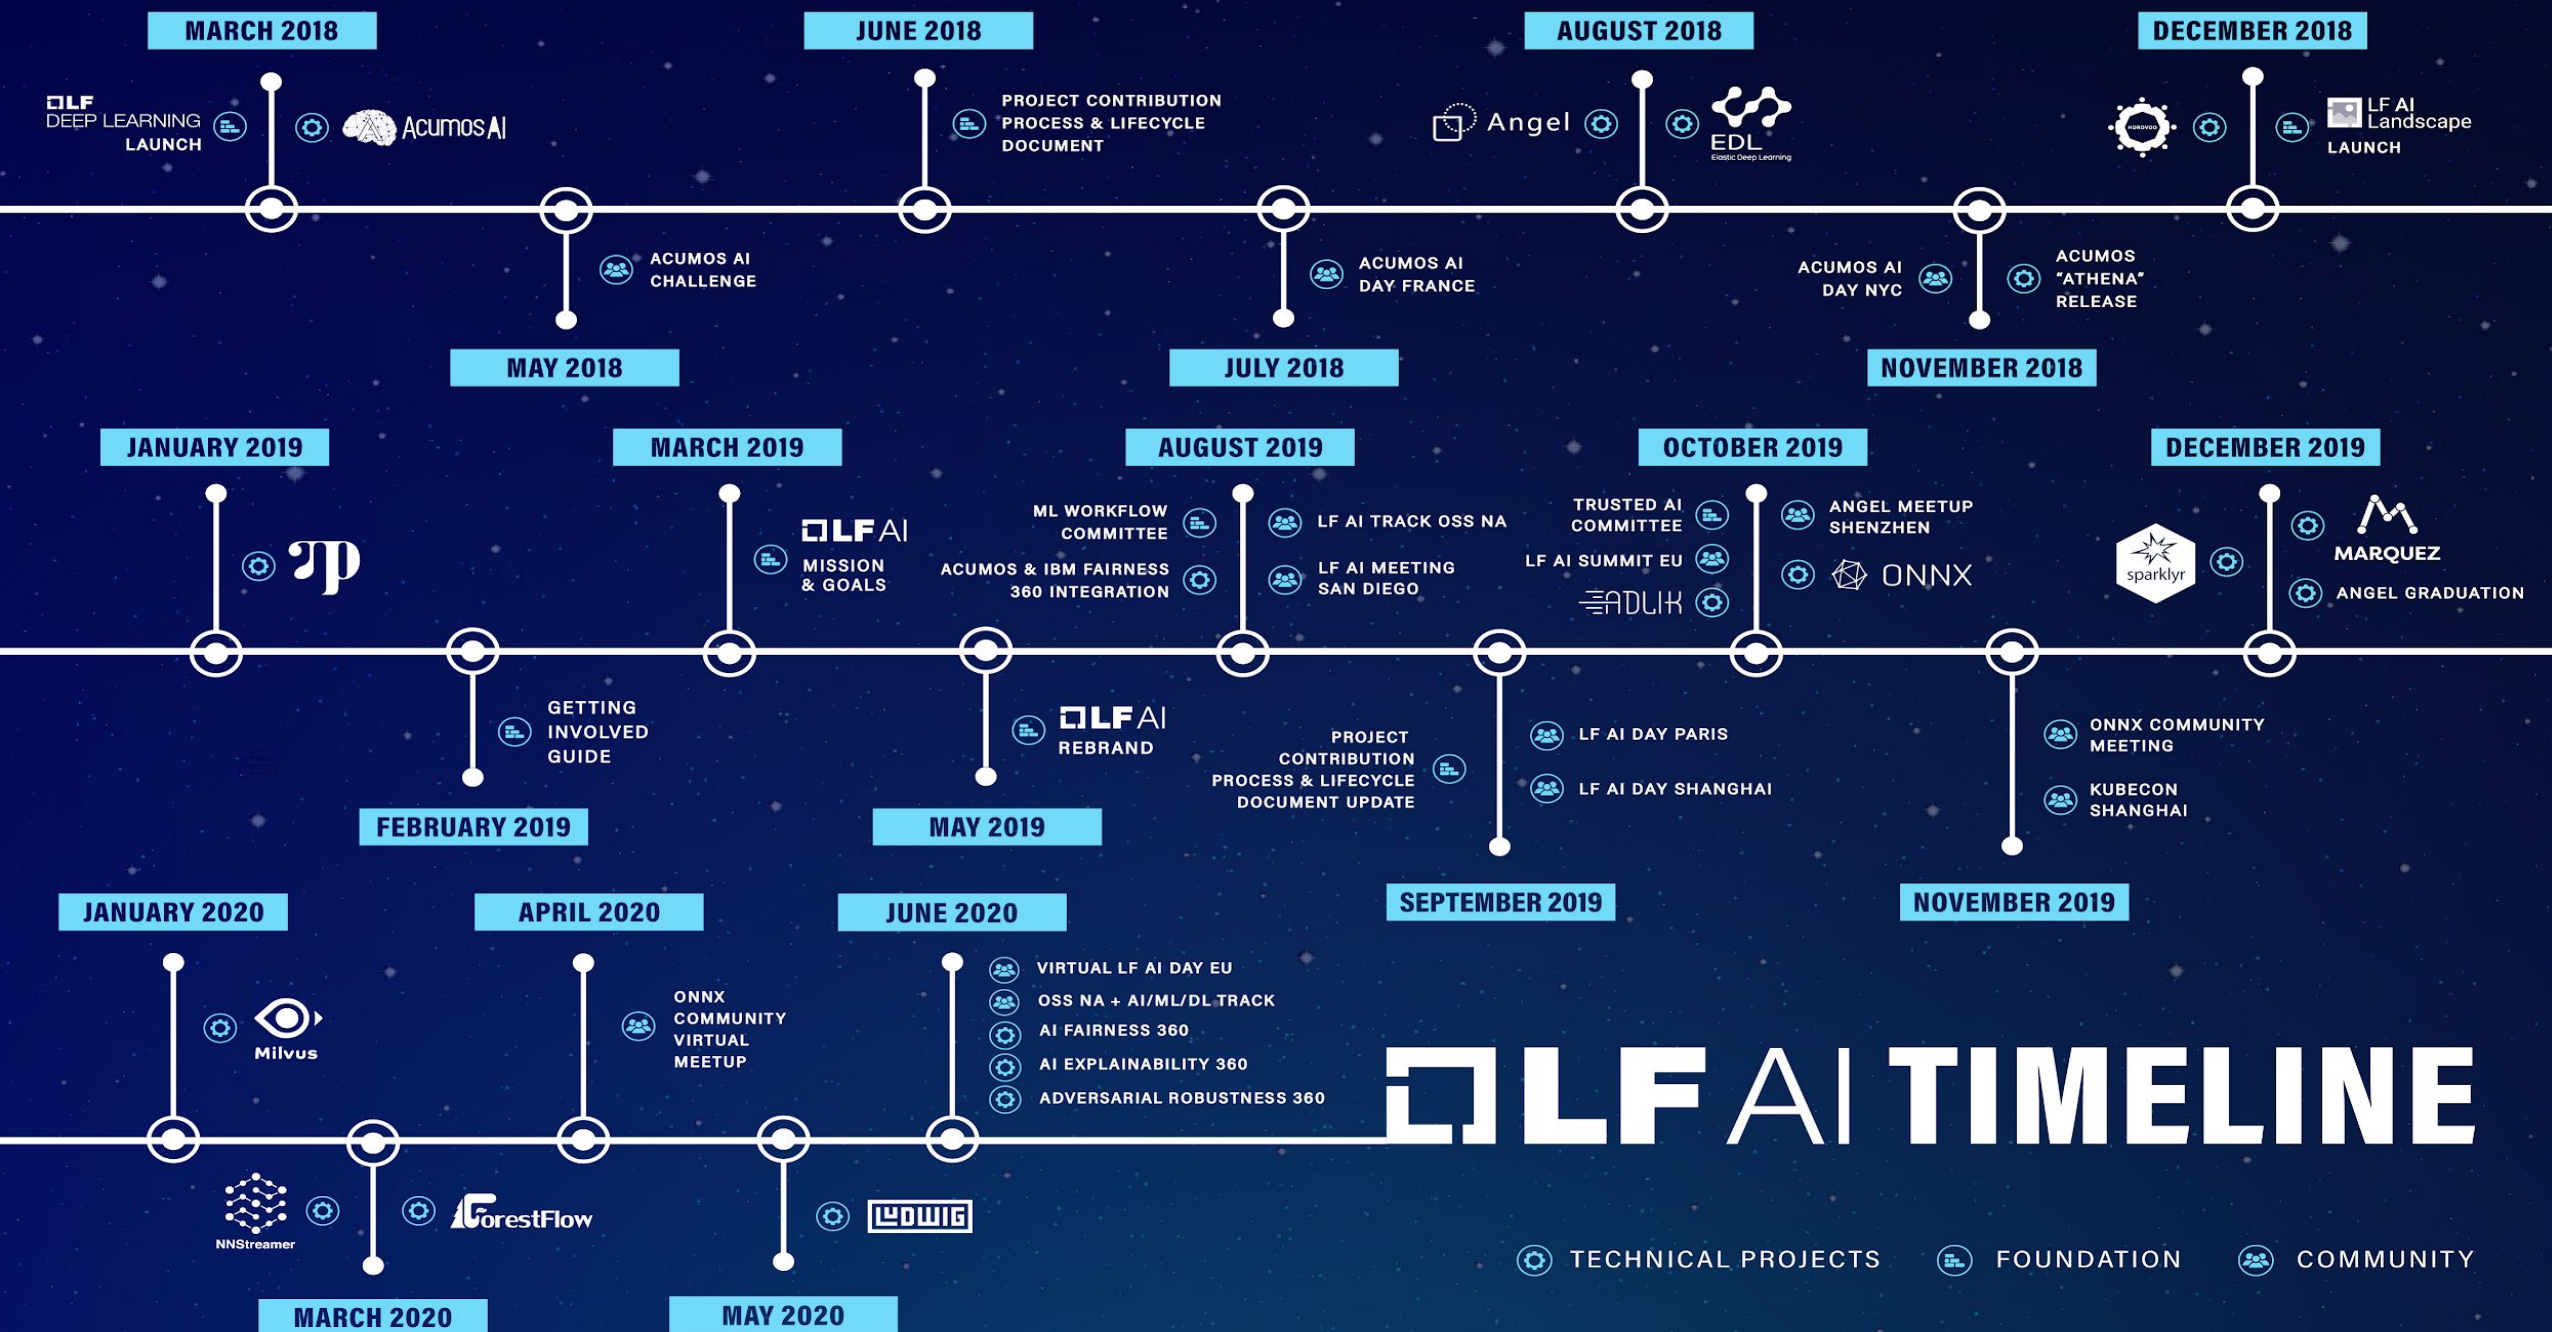 MARCH 2018
LF
DEEP LEARNING
LAUNCH
AcumosAI
JUNE 2018
PROJECT CONTRIBUTION
PROCESS & LIFECYCLE
DOCUMENT
AUGUST 2018
Angel
EDL
Elastic Deep Learning
DECEMBER 2018
HOROVOD
LF AI
Landscape
LAUNCH
ACUMOS AI
CHALLENGE
MAY 2018
ACUMOS AI
DAY FRANCE
JULY 2018
ACUMOS AI
DAY NYC
ACUMOS
"ATHENA"
RELEASE
NOVEMBER 2018
JANUARY 2019
MARCH 2019
LF AI
MISSION
& GOALS
AUGUST 2019
ML WORKFLOW
COMMITTEE
ACUMOS & IBM FAIRNESS
360 INTEGRATION
LF AI TRACK OSS NA
LF AI MEETING
SAN DIEGO
OCTOBER 2019
TRUSTED AI
COMMITTEE
LF AI SUMMIT EU
ADLIK
ANGEL MEETUP
SHENZHEN
ONNX
DECEMBER 2019
sparklyr
MARQUEZ
ANGEL GRADUATION
GETTING
INVOLVED
GUIDE
FEBRUARY 2019
LF AI
REBRAND
MAY 2019
PROJECT
CONTRIBUTION
PROCESS & LIFECYCLE
DOCUMENT UPDATE
LF AI DAY PARIS
LF AI DAY SHANGHAI
SEPTEMBER 2019
ONNX COMMUNITY
MEETING
KUBECON
SHANGHAI
NOVEMBER 2019
JANUARY 2020
Milvus
APRIL 2020
ONNX
COMMUNITY
VIRTUAL
MEETUP
JUNE 2020
VIRTUAL LF AI DAY EU
OSS NA + AI/ML/DL TRACK
AI FAIRNESS 360
AI EXPLAINABILITY 360
ADVERSARIAL ROBUSTNESS 360
NNStreamer
ForestFlow
MARCH 2020
LUDWIG
MAY 2020
LF AI TIMELINE
TECHNICAL PROJECTS
FOUNDATION
COMMUNITY